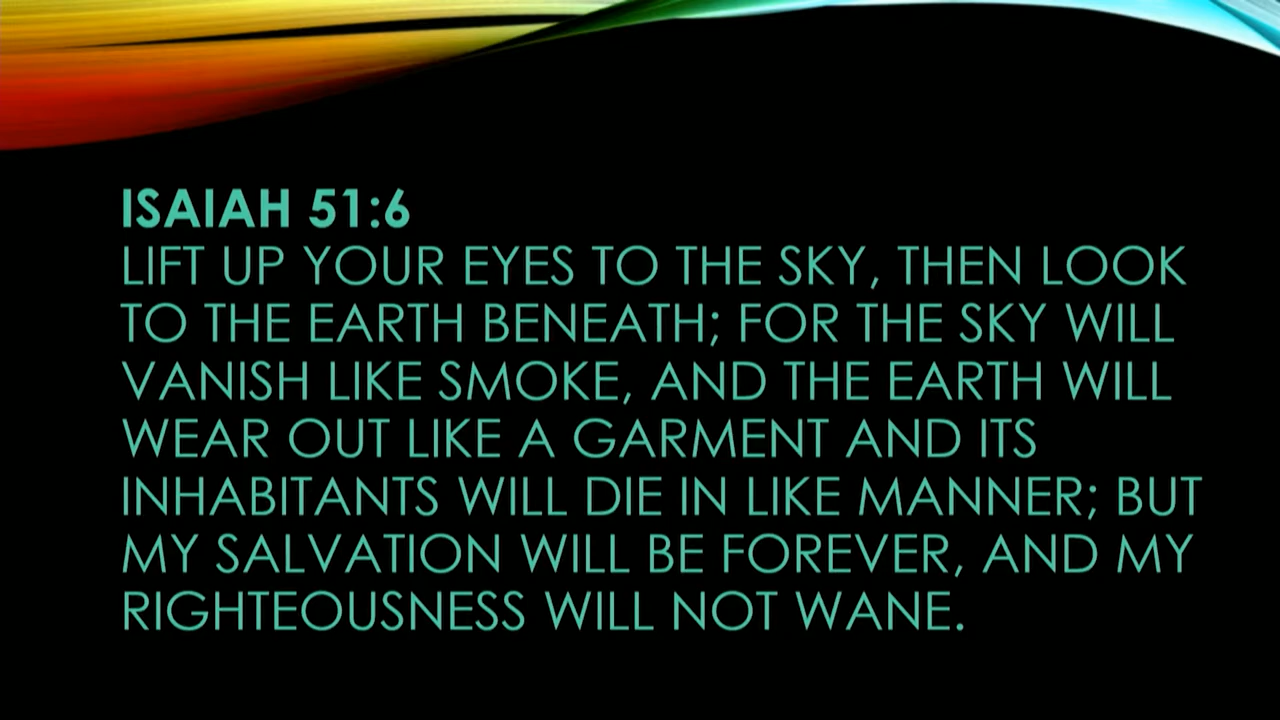 ISAIAH 51:6
LIFT UP YOUR EYES TO THE SKY, THEN LOOK
TO THE EARTH BENEATH; FOR THE SKY WILL
VANISH LIKE SMOKE, AND THE EARTH WILL
WEAR OUT LIKE A GARMENT AND ITS
INHABITANTS WILL DIE IN LIKE MANNER; BUT
MY SALVATION WILL BE FOREVER, AND MY
RIGHTEOUSNESS WILL NOT WANE.